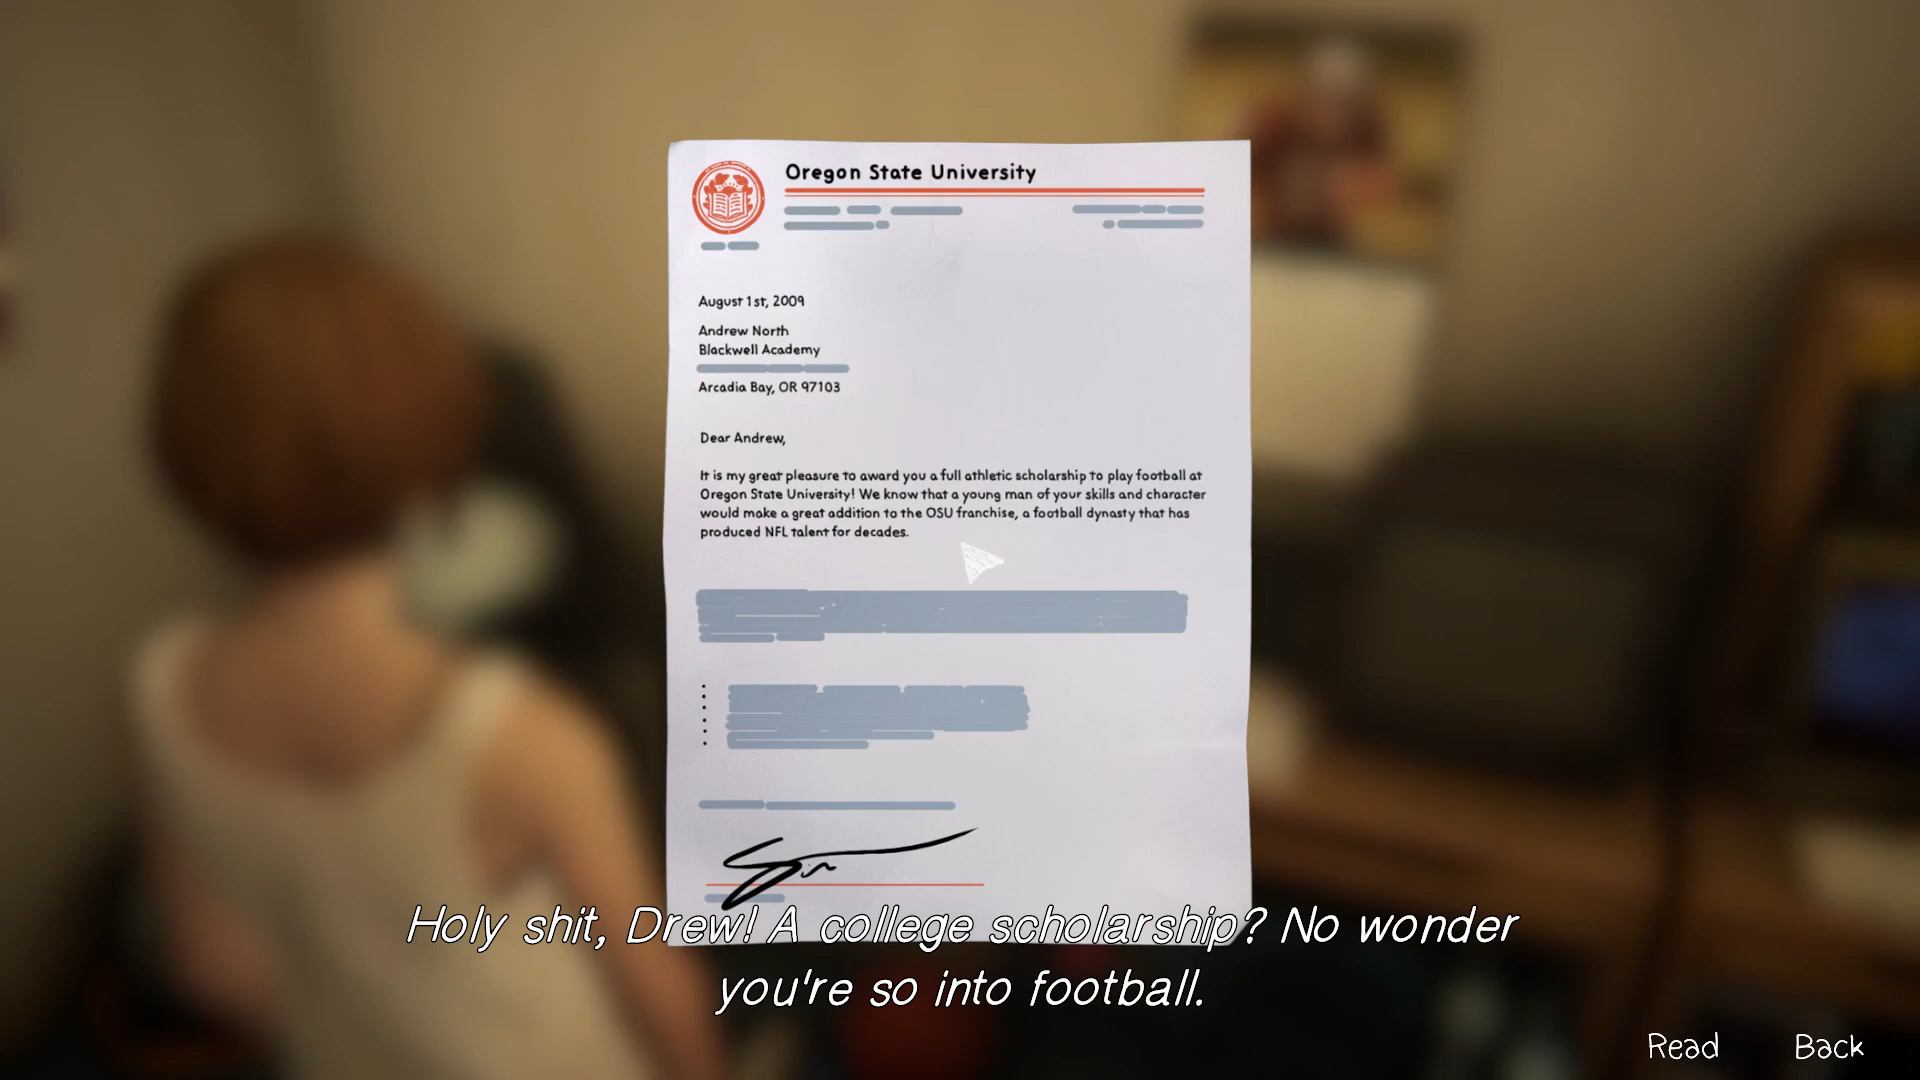 Oregon State University
August 1st, 2009
Andrew North
Blackwell Academy
Arcadia Bay, OR 97103
Dear Andrew,
It is my great pleasure to award you a full athletic scholarship to play football at
Oregon State University! We know that a young man of your skills and character
would make a great addition to the OSU franchise, a football dynasty that has
produced NFL talent for decades.
Holy shit, Drew! A college scholarship? No wonder
you're so into football.
Read Back